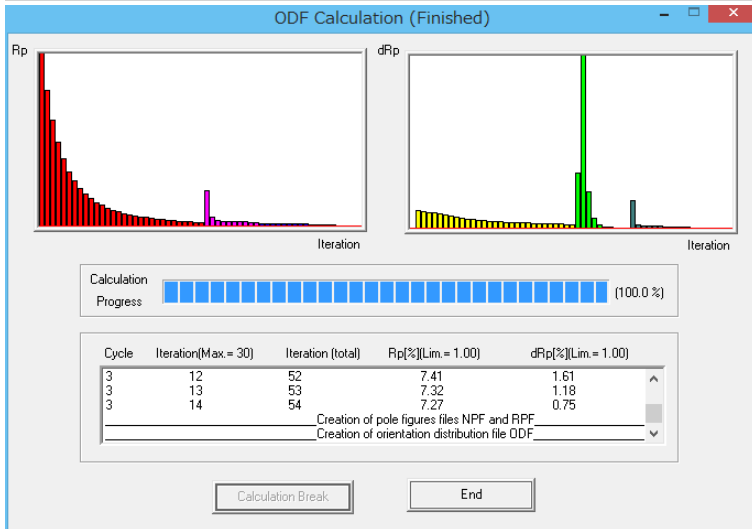 ODF Calculation (Finished)
Rp
dRp
Iteration
Iteration
Calculation
Progress
(100.0 %)
Cycle Iteration(Max.= 30) Iteration (total) Rp[%](Lim.= 1.00) dRp[%](Lim.= 1.00)
3 12 52 7.41 1.61
3 13 53 7.32 1.18
3 14 54 7.27 0.75
Creation of pole figures files NPF and RPF
Creation of orientation distribution file ODF
Calculation Break
End